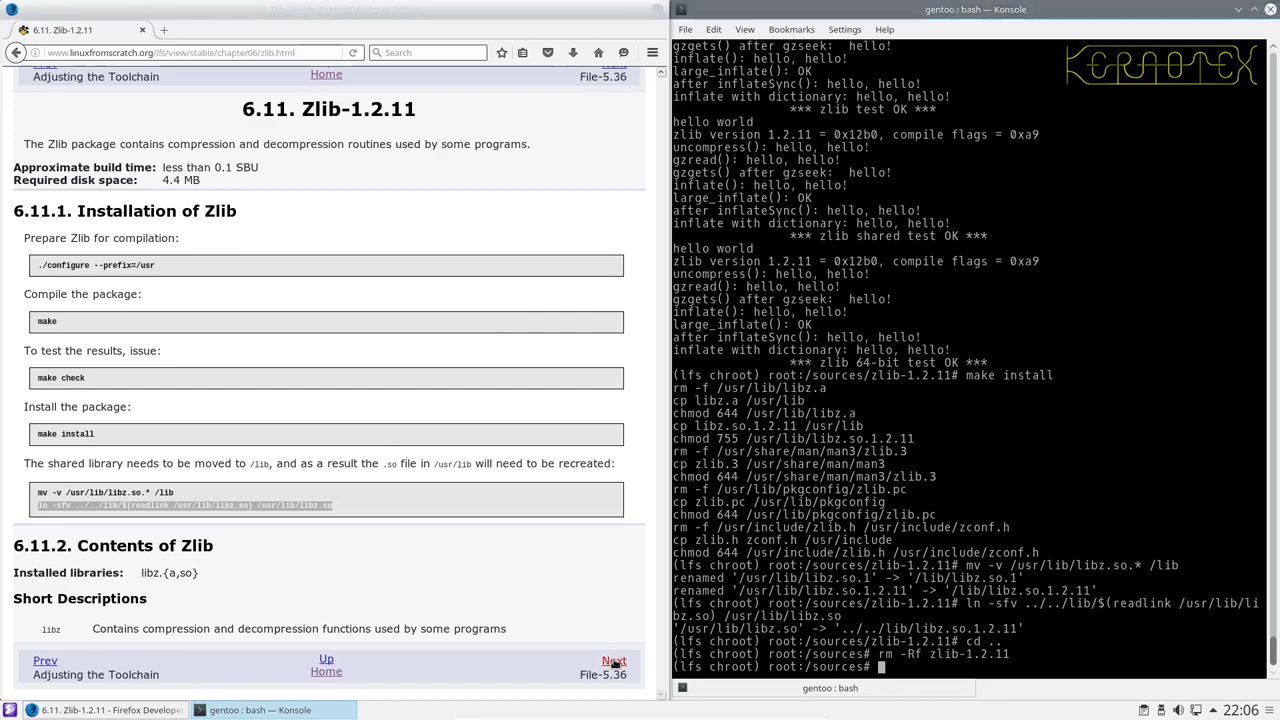 6.11. Zlib-1.2.11
www.linuxfromscratch.org/lfs/view/stable/chapter06/zlib.html
Search
Adjusting the Toolchain
Home
File-5.36
6.11. Zlib-1.2.11
The Zlib package contains compression and decompression routines used by some programs.
Approximate build time: less than 0.1 SBU
Required disk space: 4.4 MB
6.11.1. Installation of Zlib
Prepare Zlib for compilation:
./configure --prefix=/usr
Compile the package:
make
To test the results, issue:
make check
Install the package:
make install
The shared library needs to be moved to /lib, and as a result the .so file in /usr/lib will need to be recreated:
mv -v /usr/lib/libz.so.* /lib
ln -sfv ../../lib/$(readlink /usr/lib/libz.so) /usr/lib/libz.so
6.11.2. Contents of Zlib
Installed libraries: libz.{a,so}
Short Descriptions
libz Contains compression and decompression functions used by some programs
Prev Up Next
Adjusting the Toolchain Home File-5.36
gentoo : bash — Konsole
File Edit View Bookmarks Settings Help
KERAOTEX
gzgets() after gzseek:  hello!
inflate(): hello, hello!
large_inflate(): OK
after inflateSync(): hello, hello!
inflate with dictionary: hello, hello!
*** zlib test OK ***
hello world
zlib version 1.2.11 = 0x12b0, compile flags = 0xa9
uncompress(): hello, hello!
gzread(): hello, hello!
gzgets() after gzseek:  hello!
inflate(): hello, hello!
large_inflate(): OK
after inflateSync(): hello, hello!
inflate with dictionary: hello, hello!
*** zlib shared test OK ***
hello world
zlib version 1.2.11 = 0x12b0, compile flags = 0xa9
uncompress(): hello, hello!
gzread(): hello, hello!
gzgets() after gzseek:  hello!
inflate(): hello, hello!
large_inflate(): OK
after inflateSync(): hello, hello!
inflate with dictionary: hello, hello!
*** zlib 64-bit test OK ***
(lfs chroot) root:/sources/zlib-1.2.11# make install
rm -f /usr/lib/libz.a
cp libz.a /usr/lib
chmod 644 /usr/lib/libz.a
cp libz.so.1.2.11 /usr/lib
chmod 755 /usr/lib/libz.so.1.2.11
rm -f /usr/share/man/man3/zlib.3
cp zlib.3 /usr/share/man/man3
chmod 644 /usr/share/man/man3/zlib.3
rm -f /usr/lib/pkgconfig/zlib.pc
cp zlib.pc /usr/lib/pkgconfig
chmod 644 /usr/lib/pkgconfig/zlib.pc
rm -f /usr/include/zlib.h /usr/include/zconf.h
cp zlib.h zconf.h /usr/include
chmod 644 /usr/include/zlib.h /usr/include/zconf.h
(lfs chroot) root:/sources/zlib-1.2.11# mv -v /usr/lib/libz.so.* /lib
renamed '/usr/lib/libz.so.1' -> '/lib/libz.so.1'
renamed '/usr/lib/libz.so.1.2.11' -> '/lib/libz.so.1.2.11'
(lfs chroot) root:/sources/zlib-1.2.11# ln -sfv ../../lib/$(readlink /usr/lib/li
bz.so) /usr/lib/libz.so
'/usr/lib/libz.so' -> '../../lib/libz.so.1.2.11'
(lfs chroot) root:/sources/zlib-1.2.11# cd ..
(lfs chroot) root:/sources# rm -Rf zlib-1.2.11
(lfs chroot) root:/sources#
gentoo : bash
6.11. Zlib-1.2.11 - Firefox Developer
gentoo : bash — Konsole
22:06